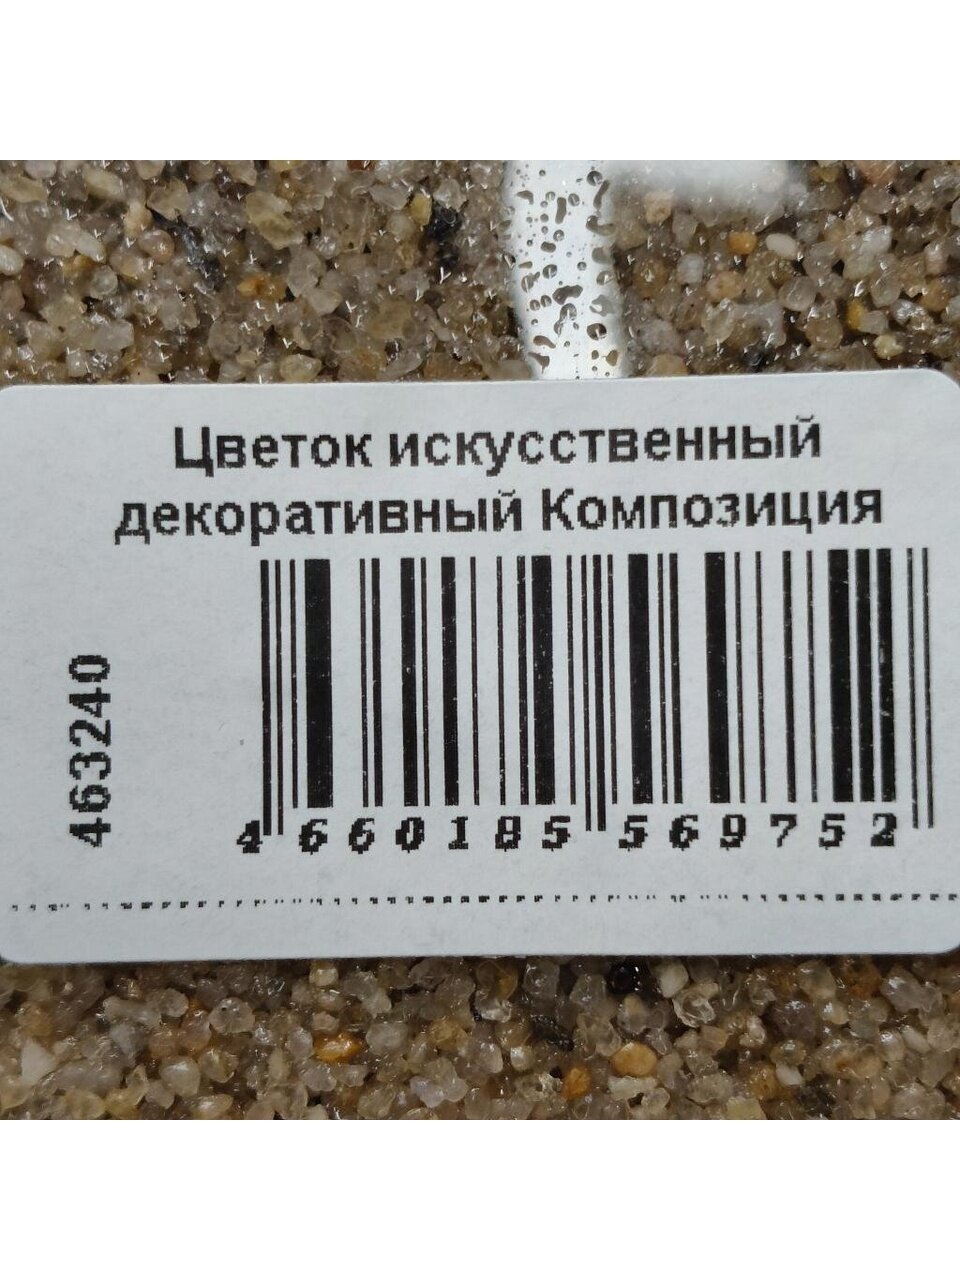 Цветок искусственный
декоративный Композиция
463240
4 660185 569752